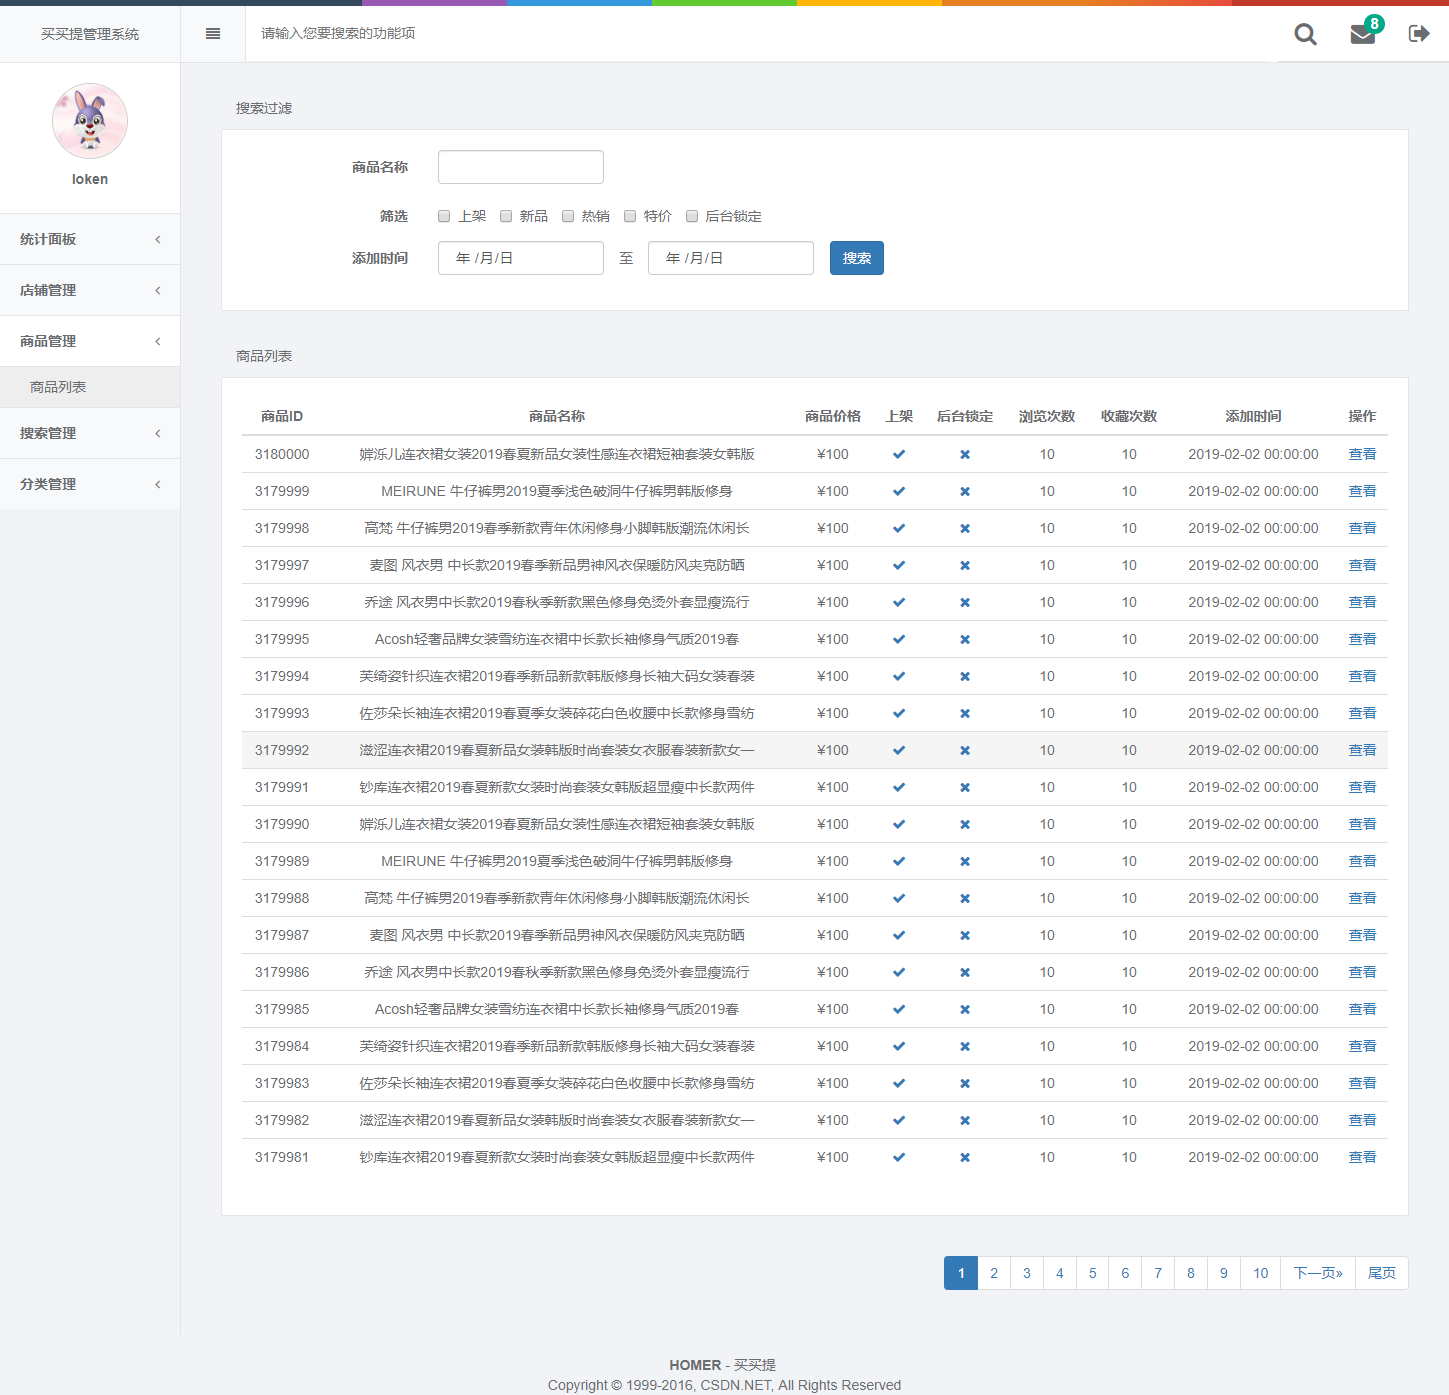 买买提管理系统
请输入您要搜索的功能项
8
loken
统计面板
店铺管理
商品管理
商品列表
搜索管理
分类管理
搜索过滤
商品名称
筛选 上架 新品 热销 特价 后台锁定
添加时间 年 /月/日 至 年 /月/日 搜索
商品列表
商品ID 商品名称 商品价格 上架 后台锁定 浏览次数 收藏次数 添加时间 操作
3180000 婩泺儿连衣裙女装2019春夏新品女装性感连衣裙短袖套装女韩版 ¥100 10 10 2019-02-02 00:00:00 查看
3179999 MEIRUNE 牛仔裤男2019夏季浅色破洞牛仔裤男韩版修身 ¥100 10 10 2019-02-02 00:00:00 查看
3179998 高梵 牛仔裤男2019春季新款青年休闲修身小脚韩版潮流休闲长 ¥100 10 10 2019-02-02 00:00:00 查看
3179997 麦图 风衣男 中长款2019春季新品男神风衣保暖防风夹克防晒 ¥100 10 10 2019-02-02 00:00:00 查看
3179996 乔途 风衣男中长款2019春秋季新款黑色修身免烫外套显瘦流行 ¥100 10 10 2019-02-02 00:00:00 查看
3179995 Acosh轻奢品牌女装雪纺连衣裙中长款长袖修身气质2019春 ¥100 10 10 2019-02-02 00:00:00 查看
3179994 芙绮姿针织连衣裙2019春季新品新款韩版修身长袖大码女装春装 ¥100 10 10 2019-02-02 00:00:00 查看
3179993 佐莎朵长袖连衣裙2019春夏季女装碎花白色收腰中长款修身雪纺 ¥100 10 10 2019-02-02 00:00:00 查看
3179992 滋涩连衣裙2019春夏新品女装韩版时尚套装女衣服春装新款女一 ¥100 10 10 2019-02-02 00:00:00 查看
3179991 钞库连衣裙2019春夏新款女装时尚套装女韩版超显瘦中长款两件 ¥100 10 10 2019-02-02 00:00:00 查看
3179990 婩泺儿连衣裙女装2019春夏新品女装性感连衣裙短袖套装女韩版 ¥100 10 10 2019-02-02 00:00:00 查看
3179989 MEIRUNE 牛仔裤男2019夏季浅色破洞牛仔裤男韩版修身 ¥100 10 10 2019-02-02 00:00:00 查看
3179988 高梵 牛仔裤男2019春季新款青年休闲修身小脚韩版潮流休闲长 ¥100 10 10 2019-02-02 00:00:00 查看
3179987 麦图 风衣男 中长款2019春季新品男神风衣保暖防风夹克防晒 ¥100 10 10 2019-02-02 00:00:00 查看
3179986 乔途 风衣男中长款2019春秋季新款黑色修身免烫外套显瘦流行 ¥100 10 10 2019-02-02 00:00:00 查看
3179985 Acosh轻奢品牌女装雪纺连衣裙中长款长袖修身气质2019春 ¥100 10 10 2019-02-02 00:00:00 查看
3179984 芙绮姿针织连衣裙2019春季新品新款韩版修身长袖大码女装春装 ¥100 10 10 2019-02-02 00:00:00 查看
3179983 佐莎朵长袖连衣裙2019春夏季女装碎花白色收腰中长款修身雪纺 ¥100 10 10 2019-02-02 00:00:00 查看
3179982 滋涩连衣裙2019春夏新品女装韩版时尚套装女衣服春装新款女一 ¥100 10 10 2019-02-02 00:00:00 查看
3179981 钞库连衣裙2019春夏新款女装时尚套装女韩版超显瘦中长款两件 ¥100 10 10 2019-02-02 00:00:00 查看
1 2 3 4 5 6 7 8 9 10 下一页» 尾页
HOMER - 买买提
Copyright © 1999-2016, CSDN.NET, All Rights Reserved